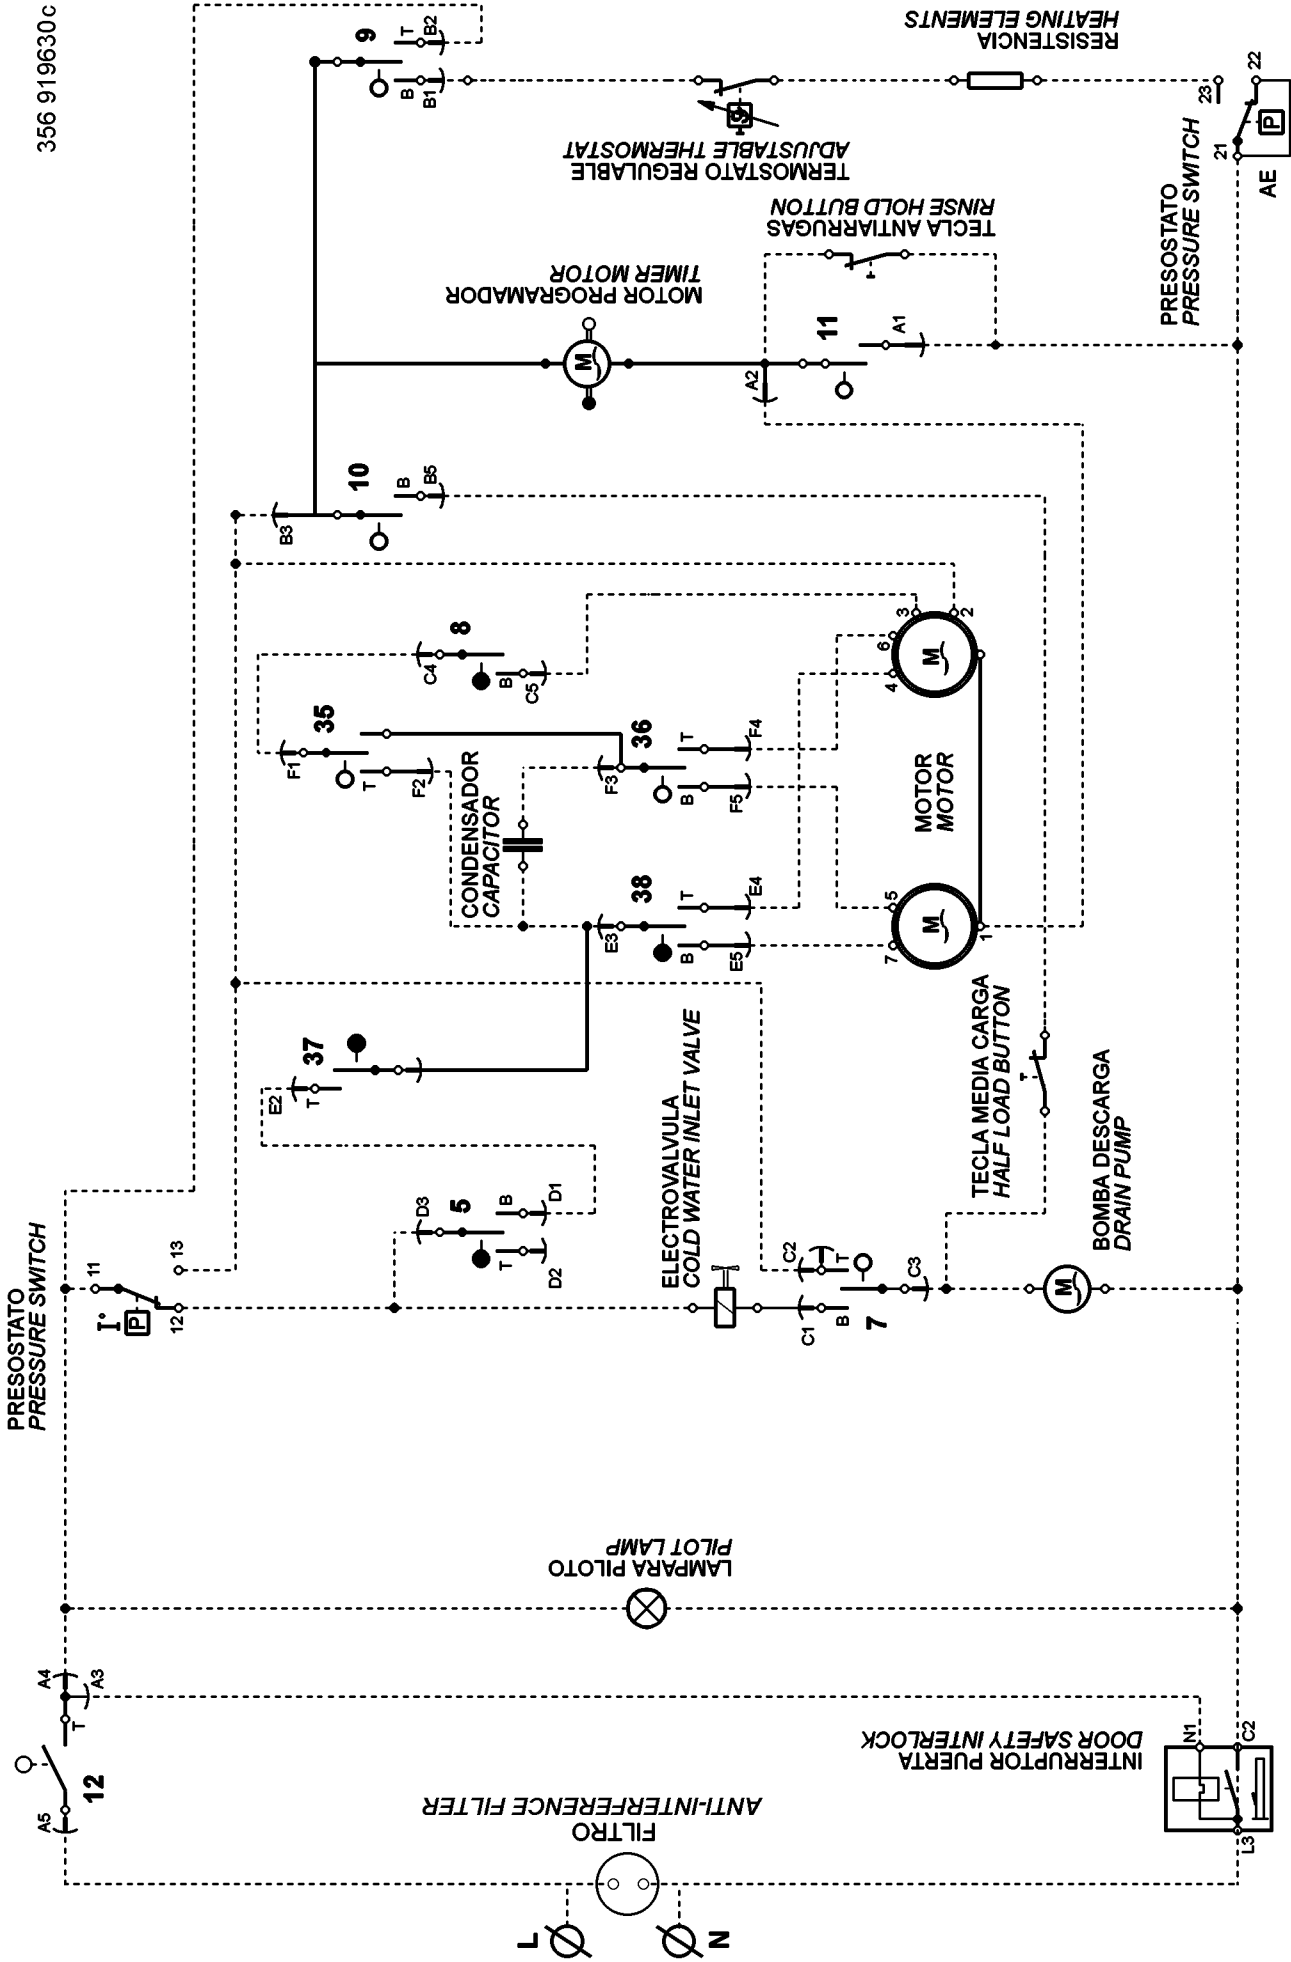 356 919630c
PRESOSTATO
PRESSURE SWITCH
11
13
12
I°
P
9
T
B2
B
B1
TERMOSTATO REGULABLE
ADJUSTABLE THERMOSTAT
RESISTENCIA
HEATING ELEMENTS
23
22
21
P
AE
PRESOSTATO
PRESSURE SWITCH
MOTOR PROGRAMADOR
TIMER MOTOR
M
TECLA ANTIARRUGAS
RINSE HOLD BUTTON
A2
11
A1
B3
10
B
B5
C4
8
B
C5
F1
35
T
F2
CONDENSADOR
CAPACITOR
F3
36
T
F4
B
F5
E3
38
T
E4
B
E5
3
2
6
4
M
MOTOR
MOTOR
5
7
1
M
37
E2
T
D3
5
B
D1
T
D2
ELECTROVALVULA
COLD WATER INLET VALVE
C2
T
C1
B
7
C3
TECLA MEDIA CARGA
HALF LOAD BUTTON
BOMBA DESCARGA
DRAIN PUMP
M
LAMPARA PILOTO
PILOT LAMP
A4
A3
T
12
A5
FILTRO
ANTI-INTERFERENCE FILTER
L
N
INTERRUPTOR PUERTA
DOOR SAFETY INTERLOCK
N1
C2
L3